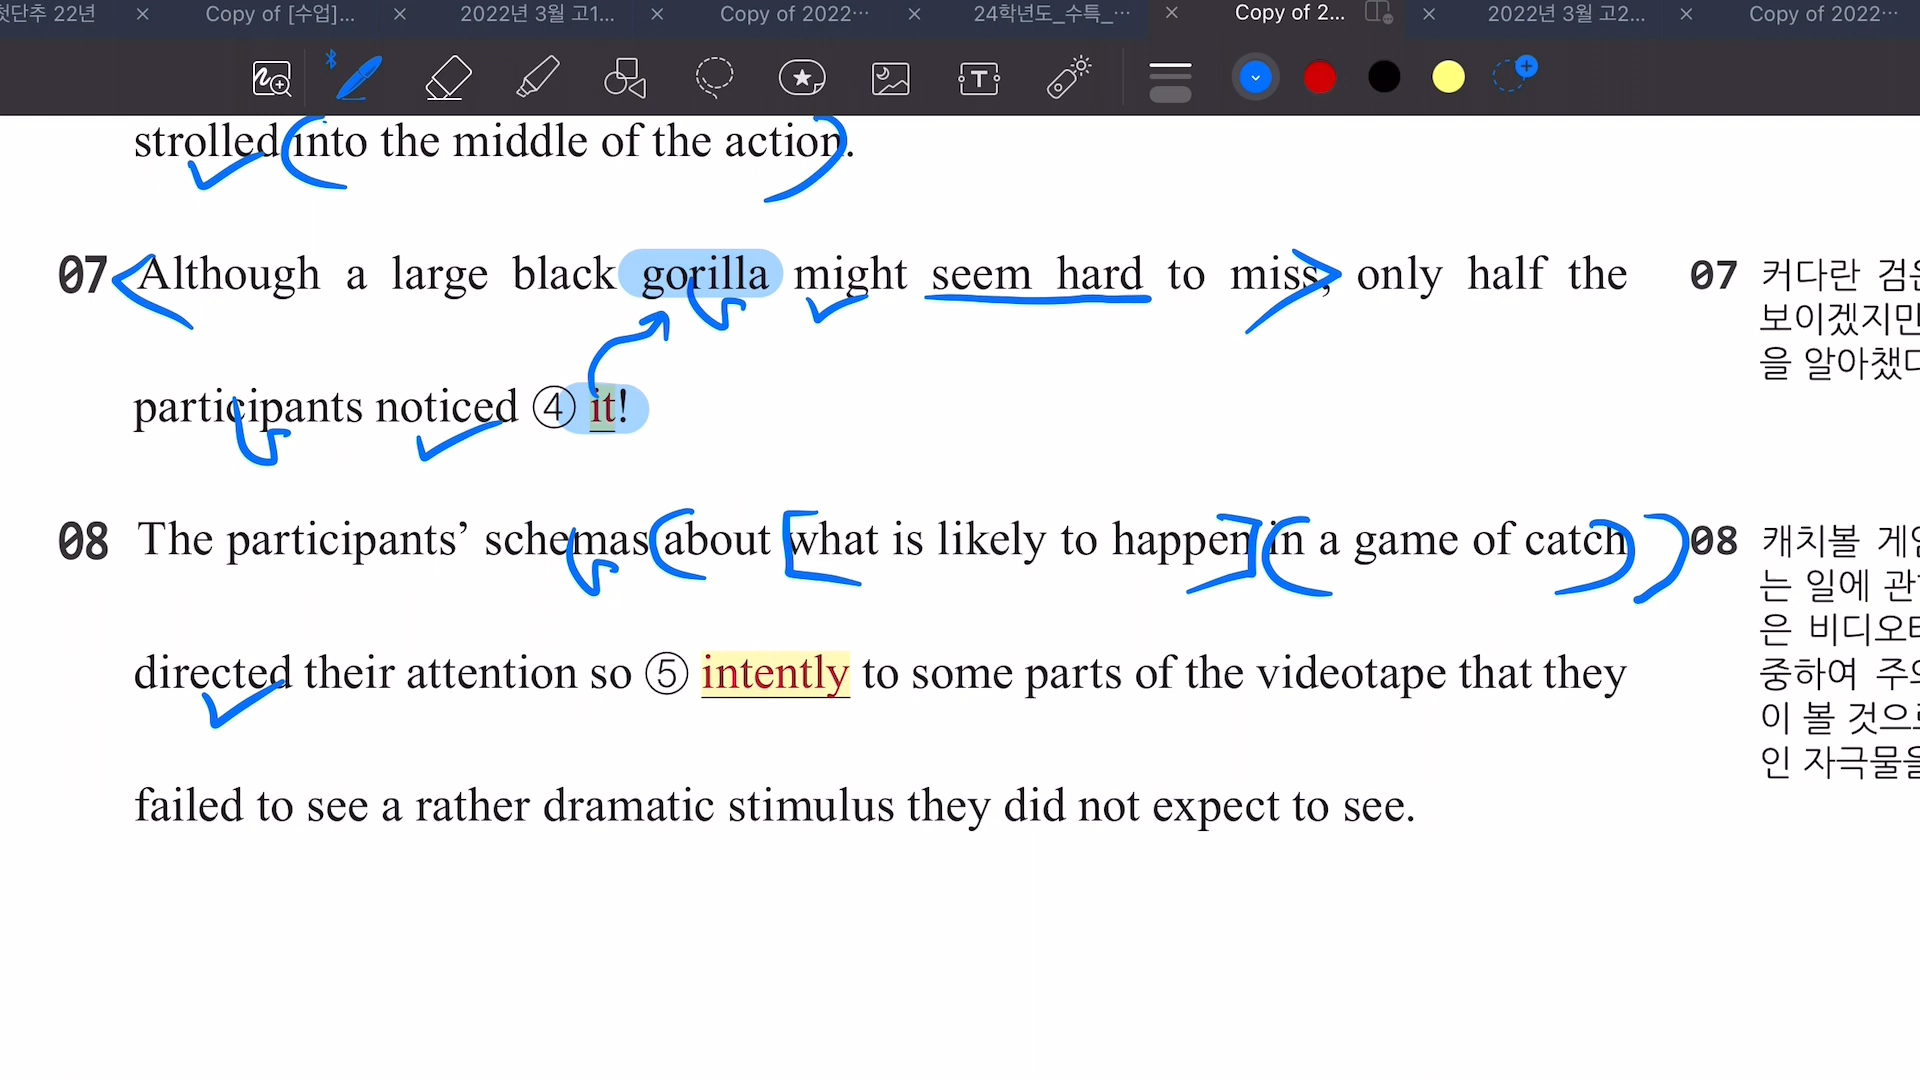 첫단추 22년
Copy of [수업]...
2022년 3월 고1...
Copy of 2022...
24학년도_수특_...
Copy of 2...
2022년 3월 고2...
Copy of 2022...
strolled into the middle of the action.
07 Although a large black gorilla might seem hard to miss, only half the
participants noticed ④ it!
08 The participants’ schemas about what is likely to happen in a game of catch
directed their attention so ⑤ intently to some parts of the videotape that they
failed to see a rather dramatic stimulus they did not expect to see.
07 커다란 검은
보이겠지만
을 알아챘다
08 캐치볼 게임
는 일에 관
은 비디오테
중하여 주의
이 볼 것으로
인 자극물을